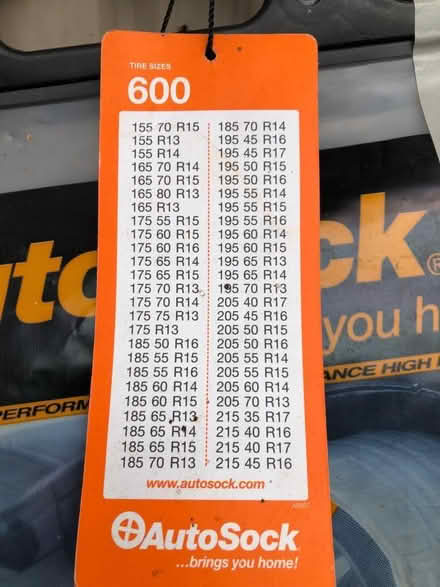 TIRE SIZES
600
155 70 R15
155 R13
155 R14
165 70 R14
165 70 R15
165 80 R13
165 R13
175 55 R15
175 60 R15
175 60 R16
175 65 R14
175 65 R15
175 70 R13
175 70 R14
175 75 R13
175 R13
185 50 R16
185 55 R15
185 55 R16
185 60 R14
185 60 R15
185 65 R13
185 65 R14
185 65 R15
185 70 R13
185 70 R14
195 45 R16
195 45 R17
195 50 R15
195 50 R16
195 55 R14
195 55 R15
195 55 R16
195 60 R14
195 60 R15
195 65 R13
195 65 R14
195 70 R13
205 40 R17
205 45 R16
205 50 R15
205 50 R16
205 55 R14
205 55 R15
205 60 R14
205 70 R13
215 35 R17
215 40 R16
215 40 R17
215 45 R16
www.autosock.com
AutoSock
...brings you home!
you h
PERFORM
ANCE HIGH